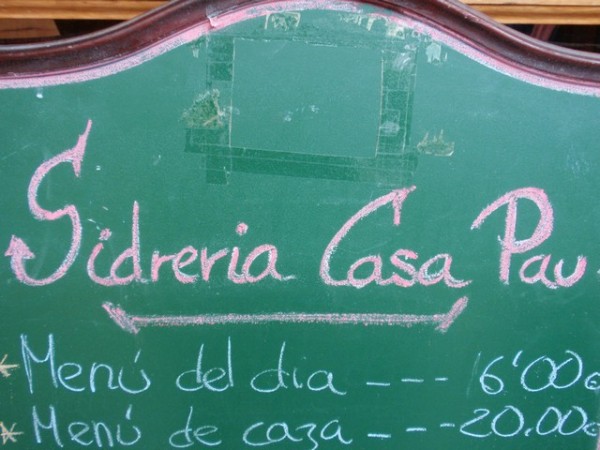 Sidreria Casa Pau
* Menú del dia --- 6'00€
* Menú de caza --- 20.00€